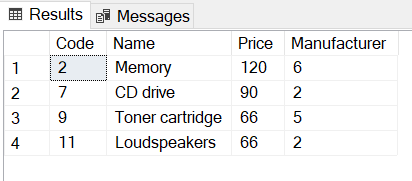 Results Messages
Code Name Price Manufacturer
1 2 Memory 120 6
2 7 CD drive 90 2
3 9 Toner cartridge 66 5
4 11 Loudspeakers 66 2